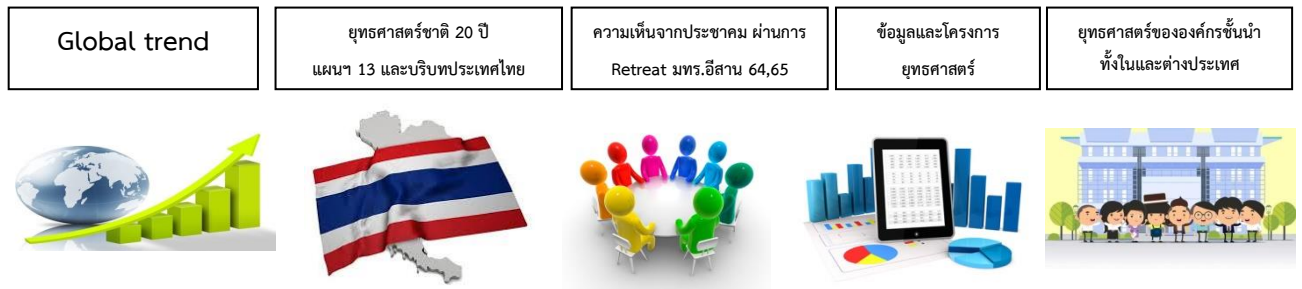 Global trend
ยุทธศาสตร์ชาติ 20 ปี
แผนฯ 13 และบริบทประเทศไทย
ความเห็นจากประชาคม ผ่านการ
Retreat มทร.อีสาน 64,65
ข้อมูลและโครงการ
ยุทธศาสตร์
ยุทธศาสตร์ขององค์กรชั้นนำ
ทั้งในและต่างประเทศ